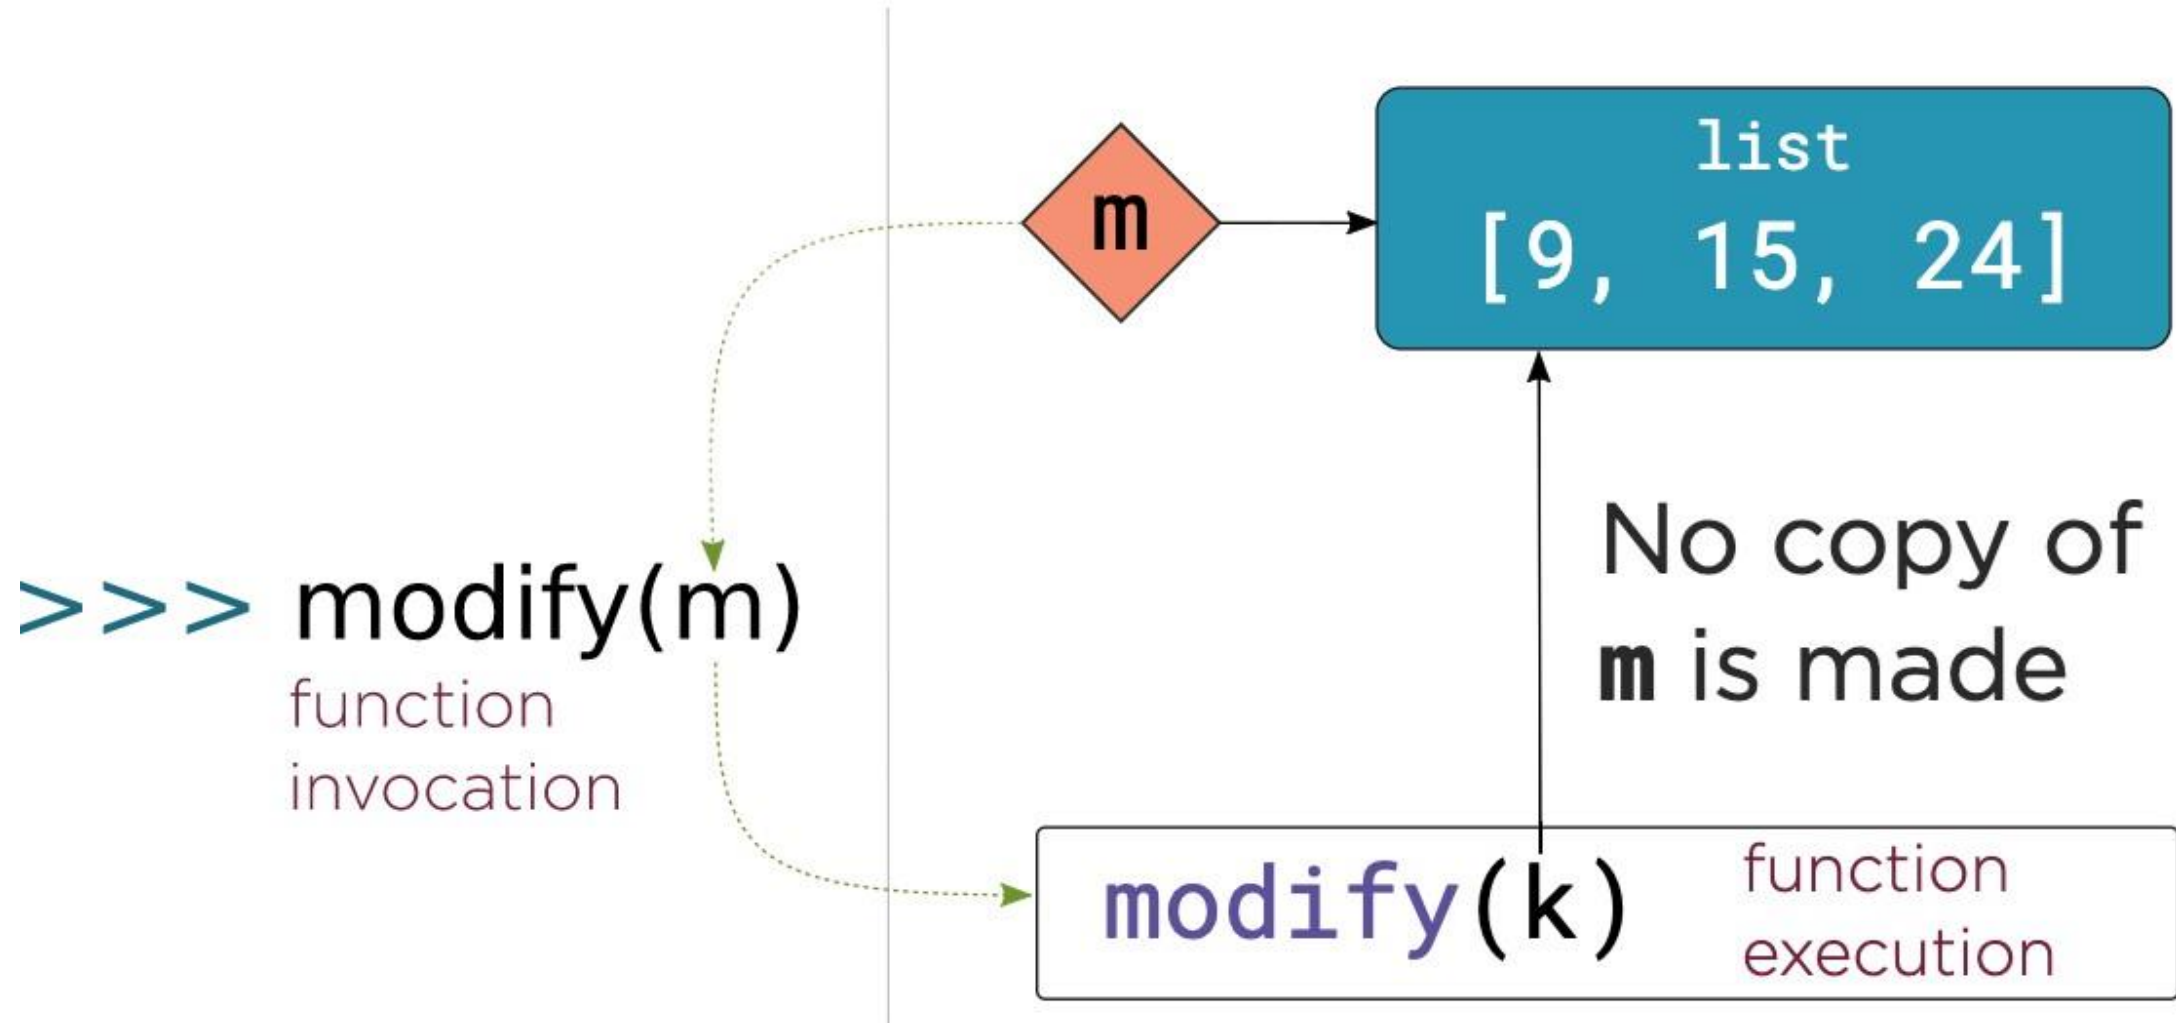 m
list
[9, 15, 24]
>>> modify(m)
function
invocation
No copy of
m is made
modify(k)
function
execution